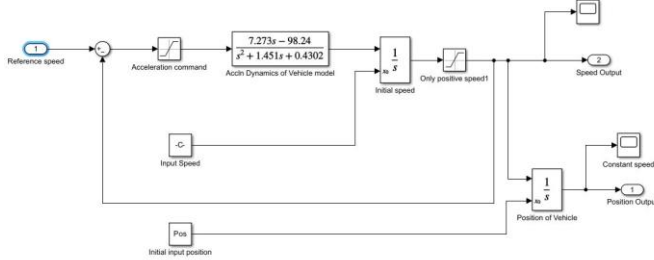 1
Reference speed
Acceleration command
7.273s − 98.24
s² + 1.451s + 0.4302
Accln Dynamics of Vehicle model
1
s
x₀
Initial speed
Only positive speed1
2
Speed Output
-C-
Input Speed
Constant speed
1
s
x₀
Position of Vehicle
1
Position Output
Pos
Initial input position